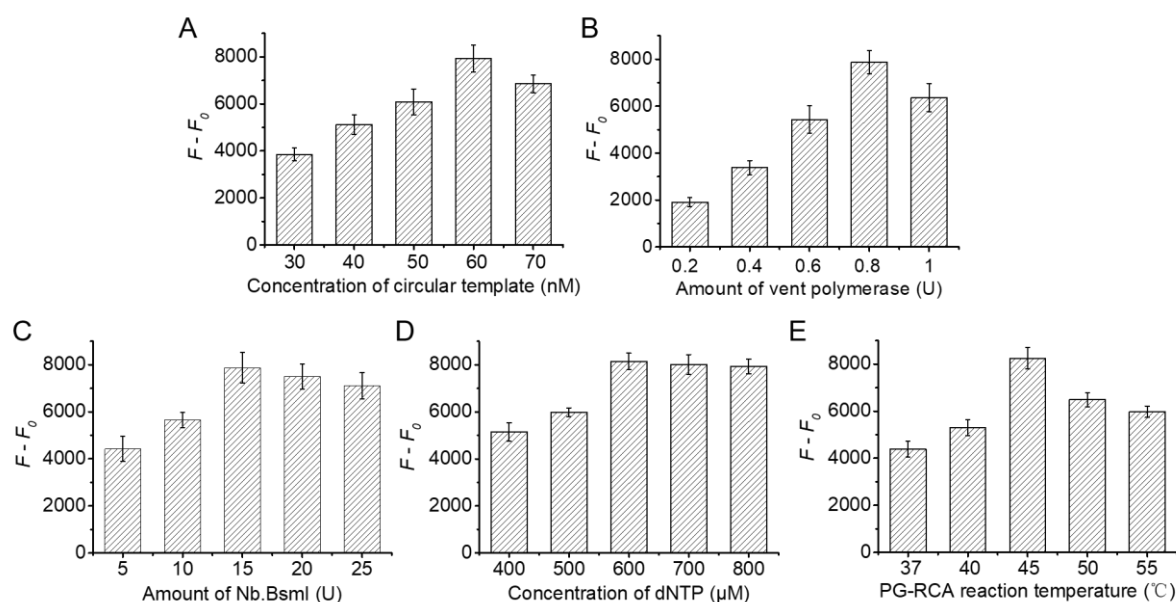 A
F - F0
8000
6000
4000
2000
0
30 40 50 60 70
Concentration of circular template (nM)
B
F - F0
8000
6000
4000
2000
0
0.2 0.4 0.6 0.8 1
Amount of vent polymerase (U)
C
F - F0
8000
6000
4000
2000
0
5 10 15 20 25
Amount of Nb.BsmI (U)
D
F - F0
8000
6000
4000
2000
0
400 500 600 700 800
Concentration of dNTP (μM)
E
F - F0
8000
6000
4000
2000
0
37 40 45 50 55
PG-RCA reaction temperature (℃)